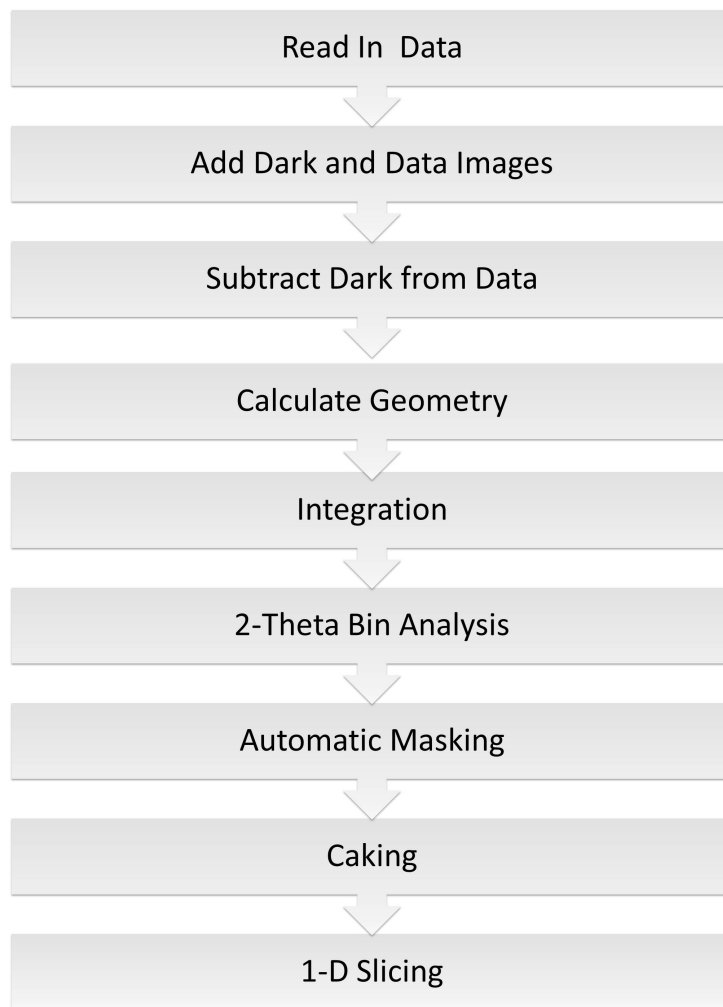 Read In  Data
Add Dark and Data Images
Subtract Dark from Data
Calculate Geometry
Integration
2-Theta Bin Analysis
Automatic Masking
Caking
1-D Slicing